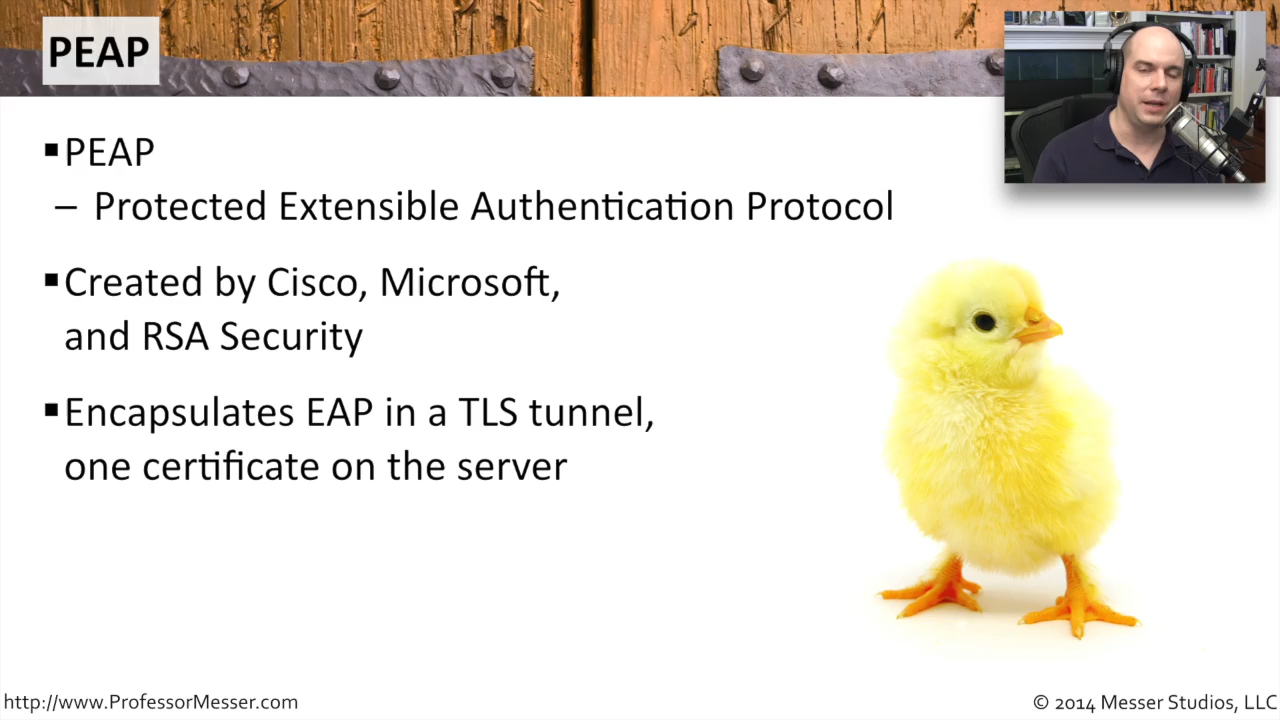 PEAP
▪PEAP
– Protected Extensible Authentication Protocol
▪Created by Cisco, Microsoft,
and RSA Security
▪Encapsulates EAP in a TLS tunnel,
one certificate on the server
http://www.ProfessorMesser.com
© 2014 Messer Studios, LLC